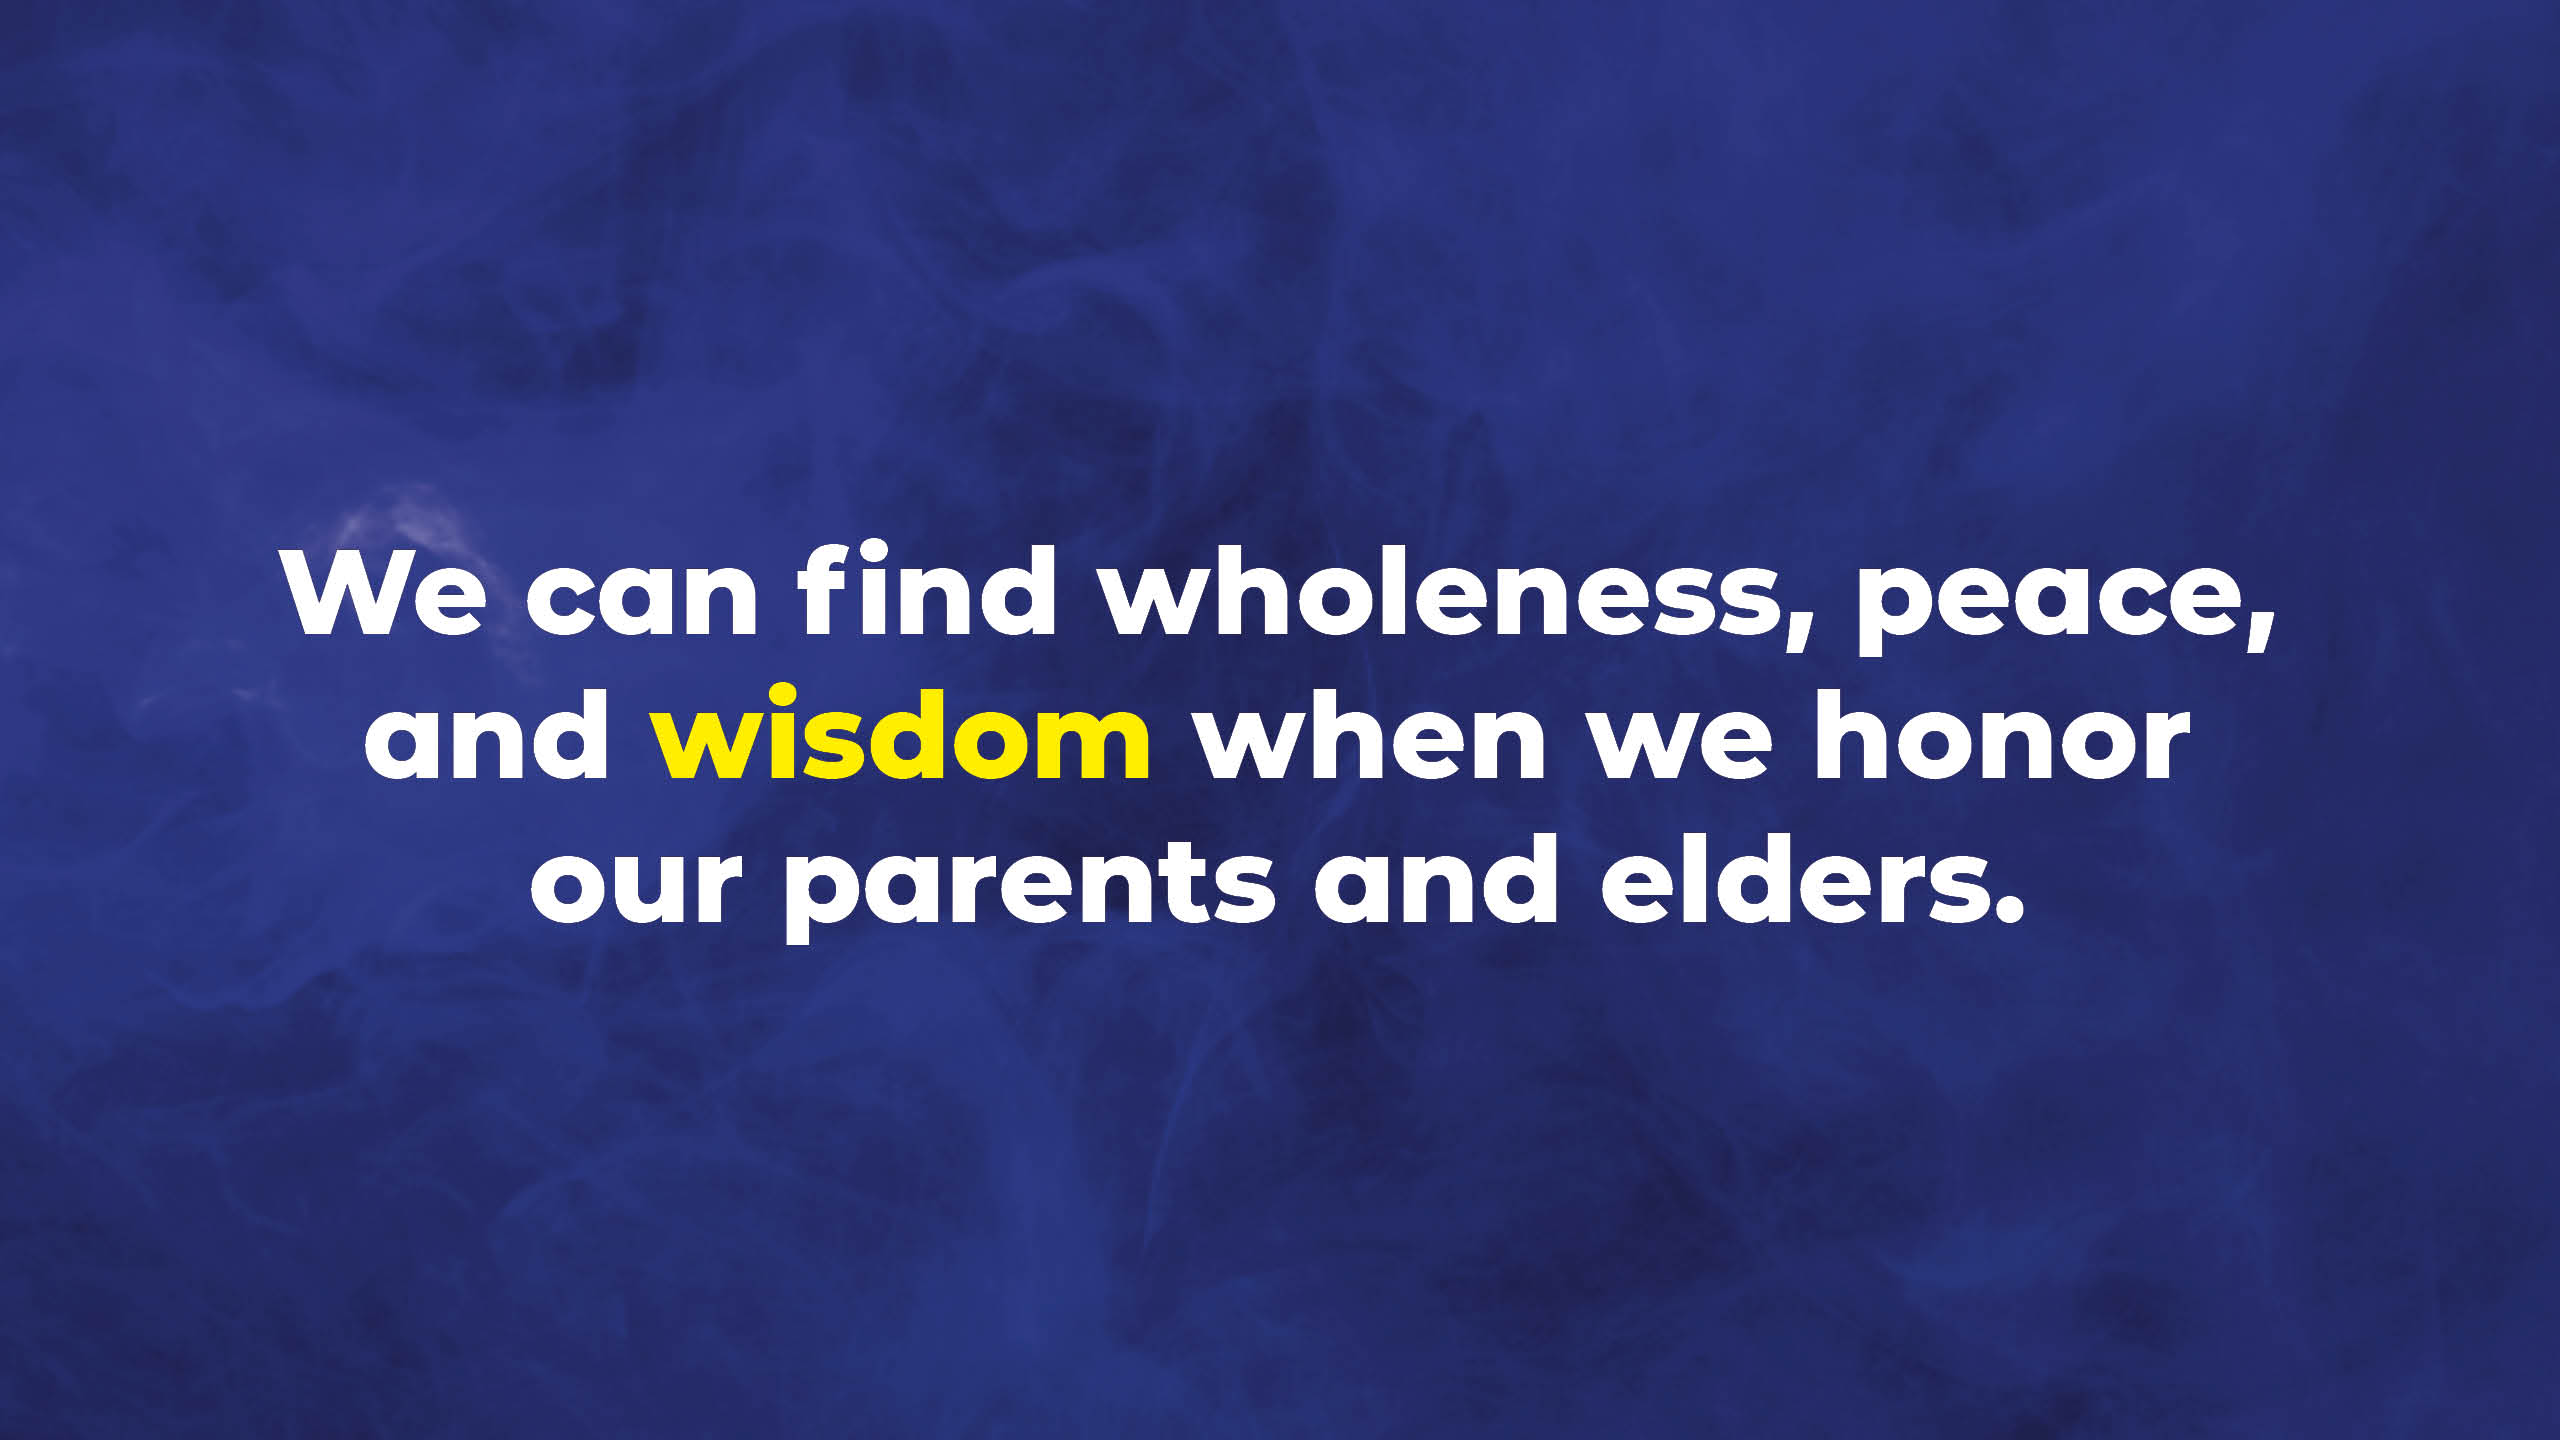 We can find wholeness, peace,
and wisdom when we honor
our parents and elders.